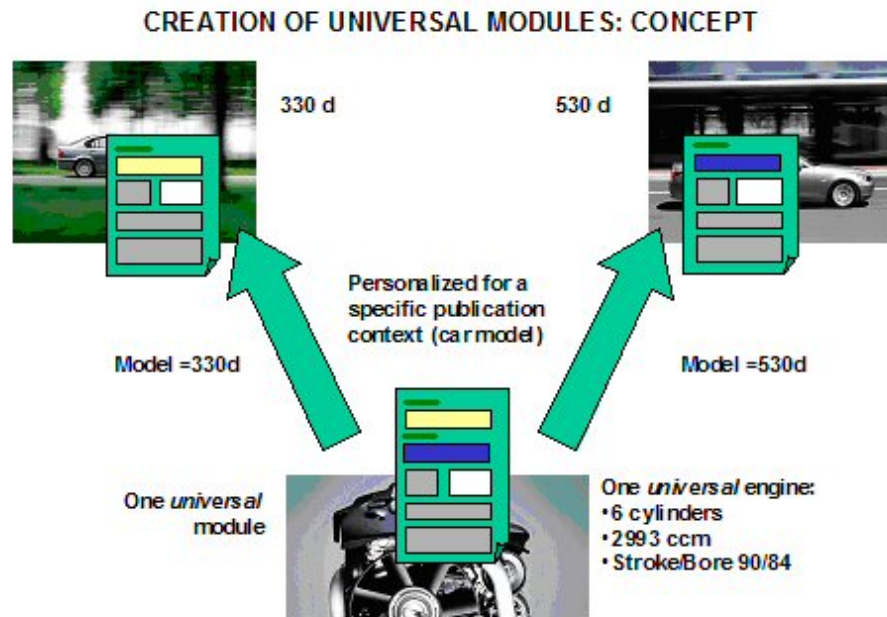 CREATION OF UNIVERSAL MODULES: CONCEPT
330 d
530 d
Personalized for a
specific publication
context (car model)
Model =330d
Model =530d
One universal
module
One universal engine:
•6 cylinders
•2993 ccm
•Stroke/Bore 90/84